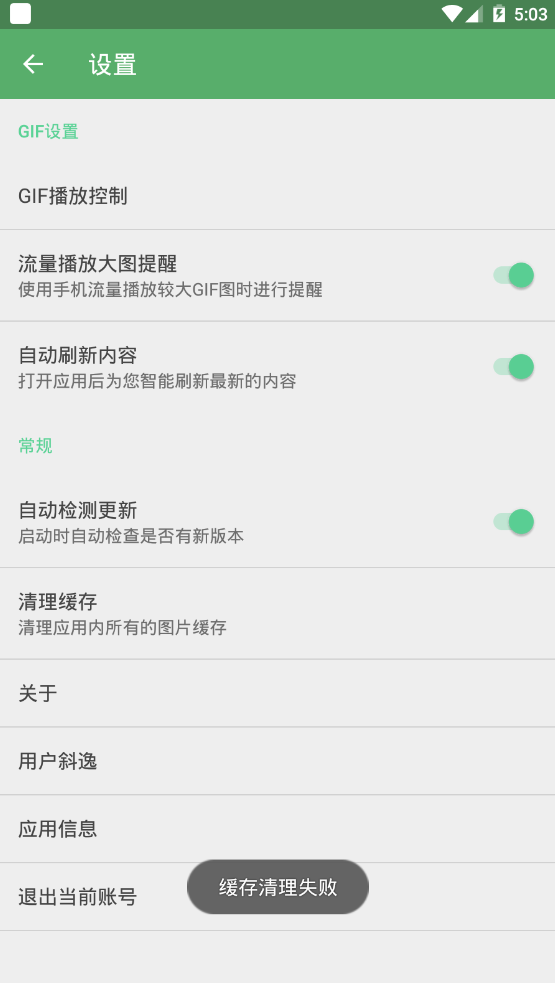 5:03
设置
GIF设置
GIF播放控制
流量播放大图提醒
使用手机流量播放较大GIF图时进行提醒
自动刷新内容
打开应用后为您智能刷新最新的内容
常规
自动检测更新
启动时自动检查是否有新版本
清理缓存
清理应用内所有的图片缓存
关于
用户斜逸
应用信息
退出当前账号
缓存清理失败